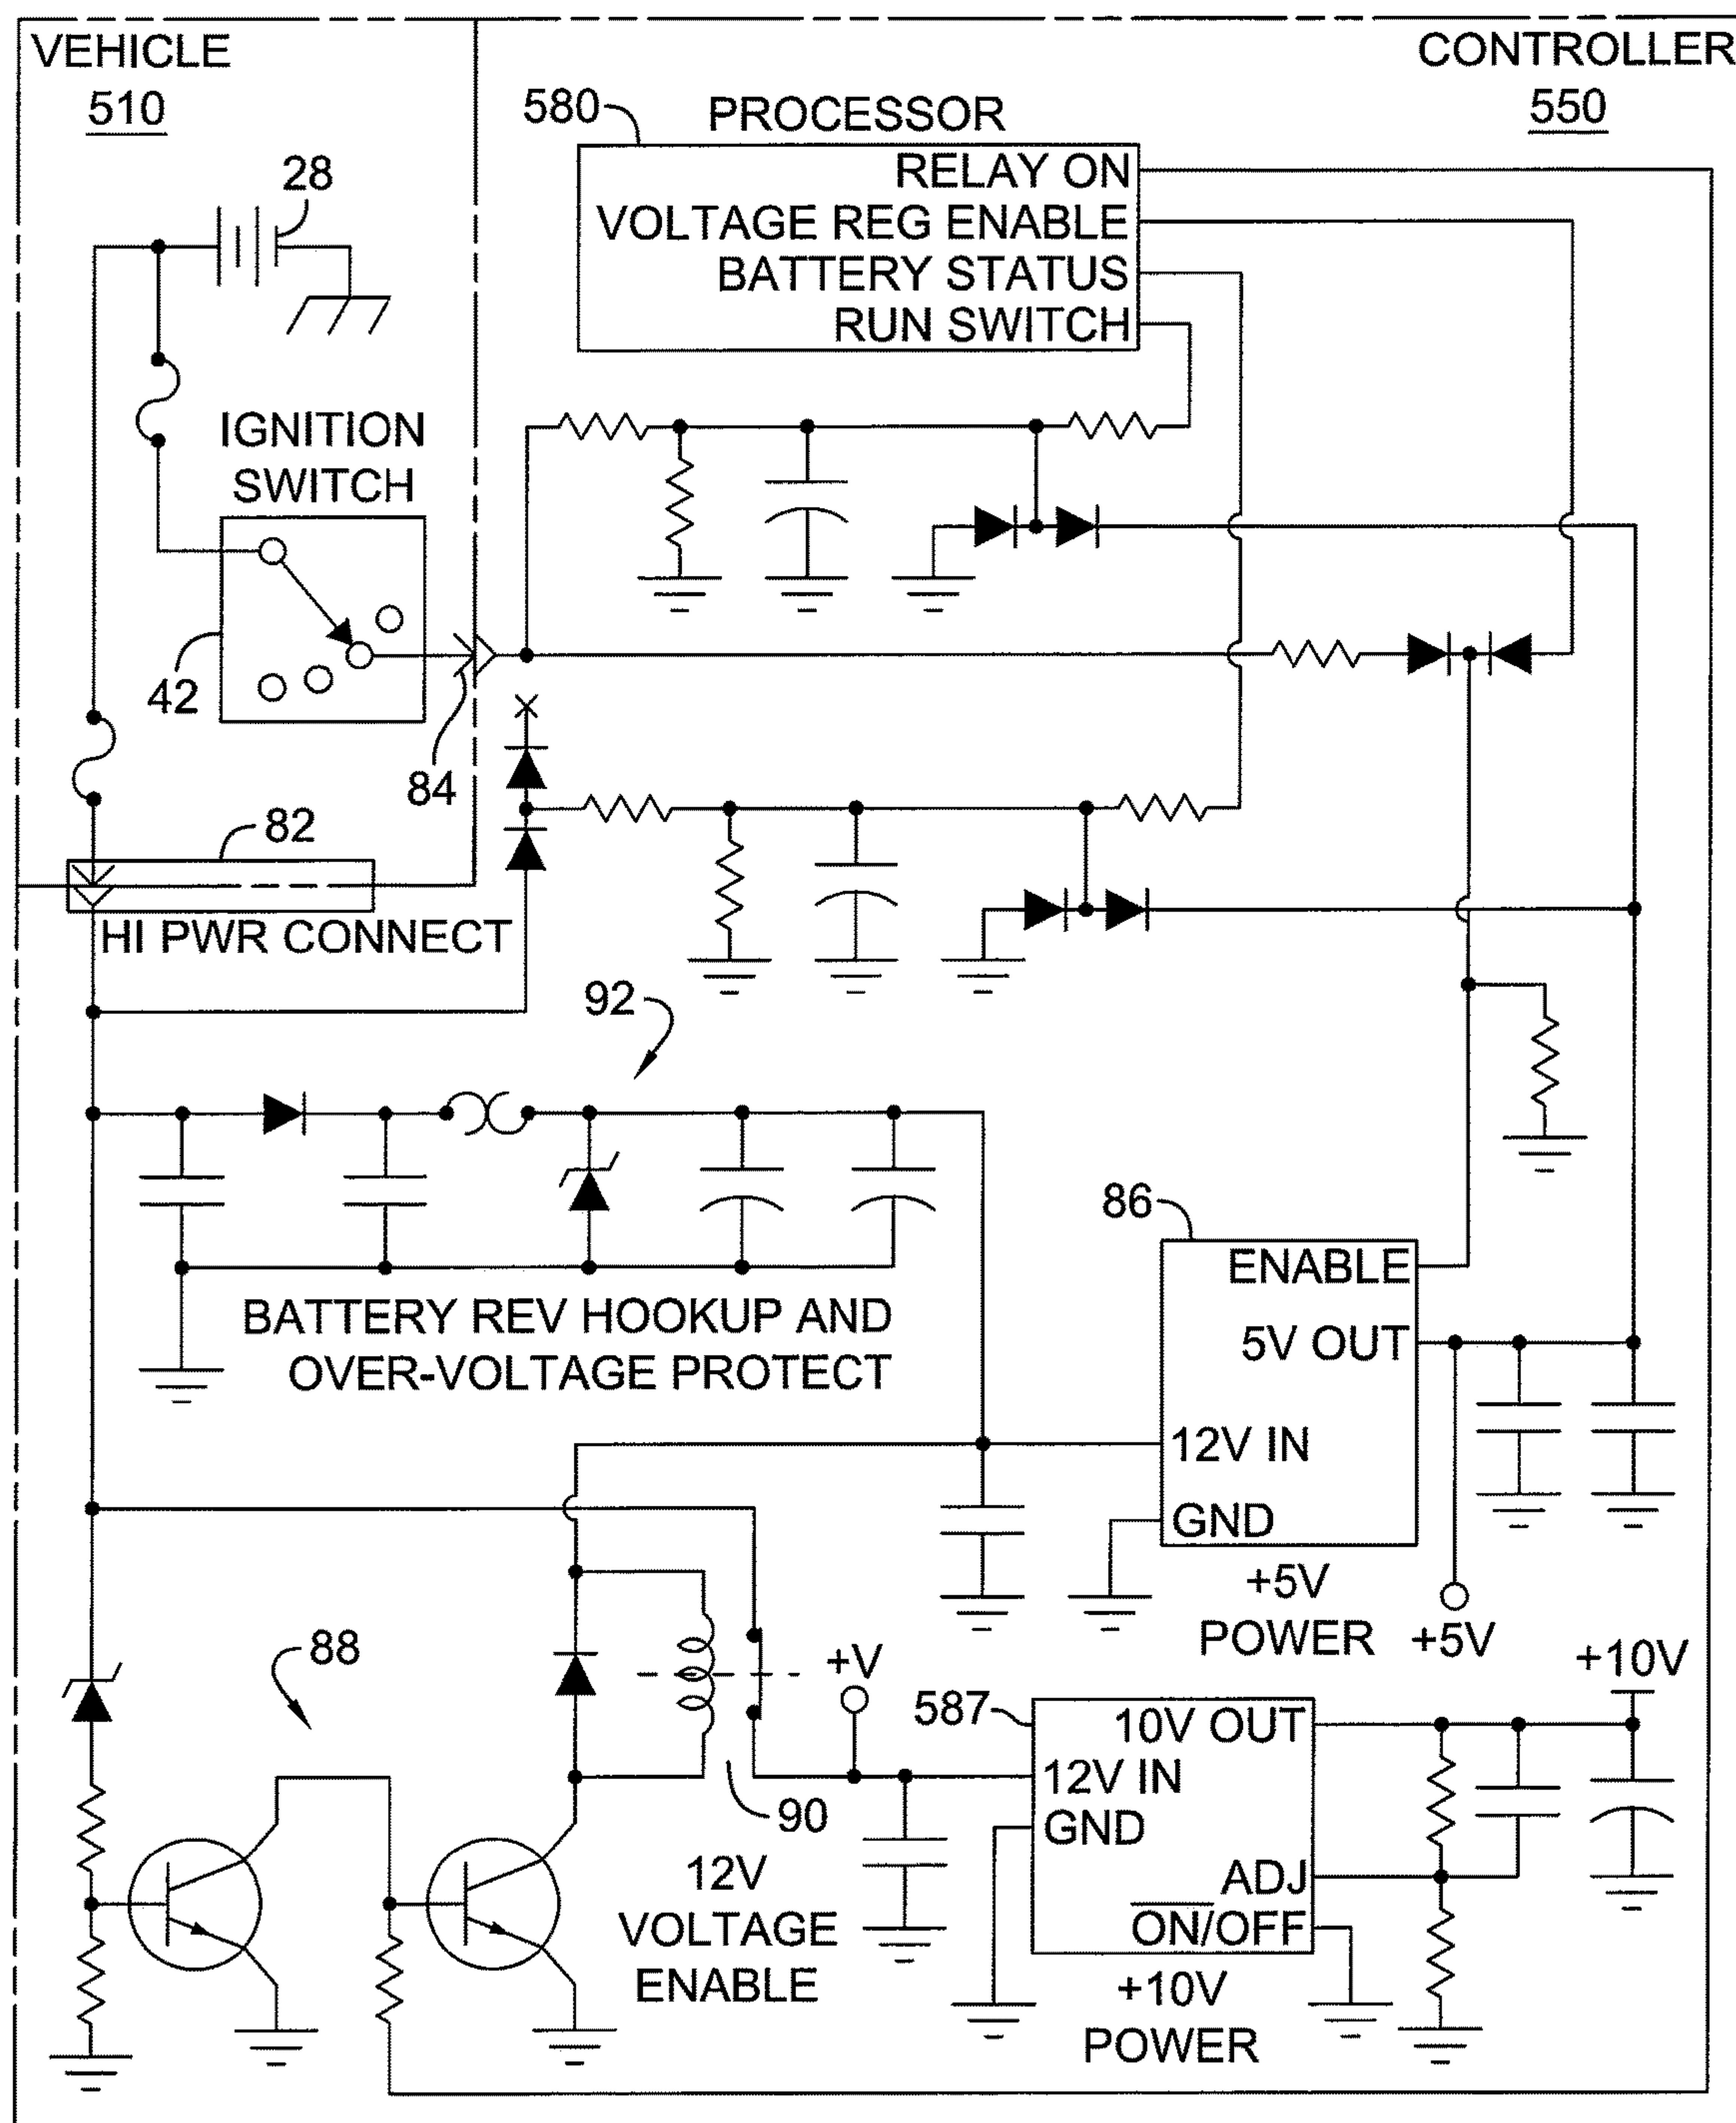 VEHICLE
510
CONTROLLER
550
580
PROCESSOR
RELAY ON
VOLTAGE REG ENABLE
BATTERY STATUS
RUN SWITCH
28
IGNITION
SWITCH
42
84
82
HI PWR CONNECT
92
BATTERY REV HOOKUP AND
OVER-VOLTAGE PROTECT
86
ENABLE
5V OUT
12V IN
GND
+5V
POWER
+5V
88
90
12V
VOLTAGE
ENABLE
+V
587
10V OUT
12V IN
GND
ADJ
ON/OFF
+10V
POWER
+10V